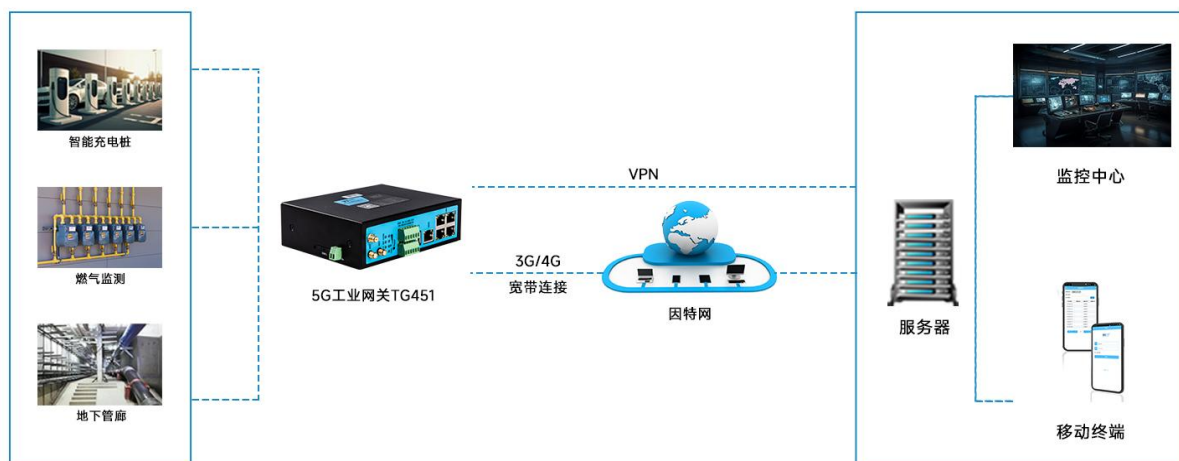 智能充电桩
燃气监测
地下管廊
5G工业网关TG451
VPN
3G/4G
宽带连接
因特网
服务器
监控中心
移动终端